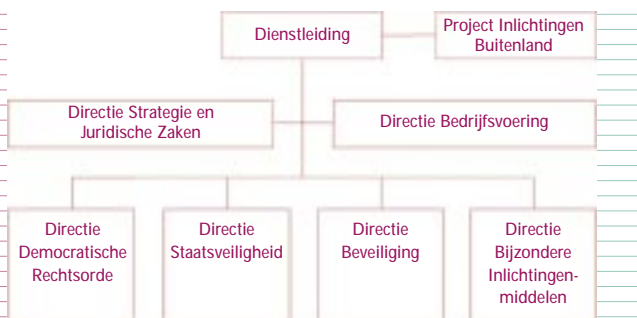 Dienstleiding
Project Inlichtingen
Buitenland
Directie Strategie en
Juridische Zaken
Directie Bedrijfsvoering
Directie
Democratische
Rechtsorde
Directie
Staatsveiligheid
Directie
Beveiliging
Directie
Bijzondere
Inlichtingen-
middelen